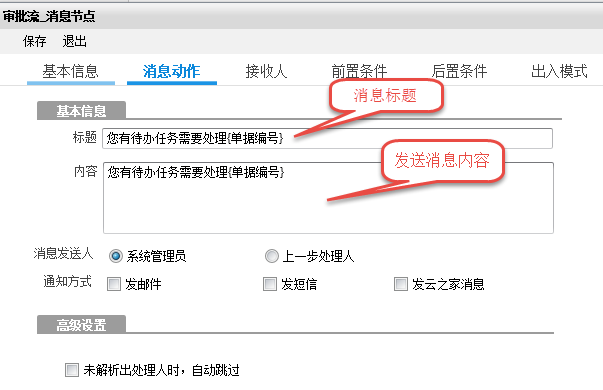 审批流_消息节点
保存 退出
基本信息 消息动作 接收人 前置条件 后置条件 出入模式
消息标题
基本信息
标题 您有待办任务需要处理{单据编号}
发送消息内容
内容 您有待办任务需要处理{单据编号}
消息发送人 系统管理员 上一步处理人
通知方式 发邮件 发短信 发云之家消息
高级设置
未解析出处理人时，自动跳过